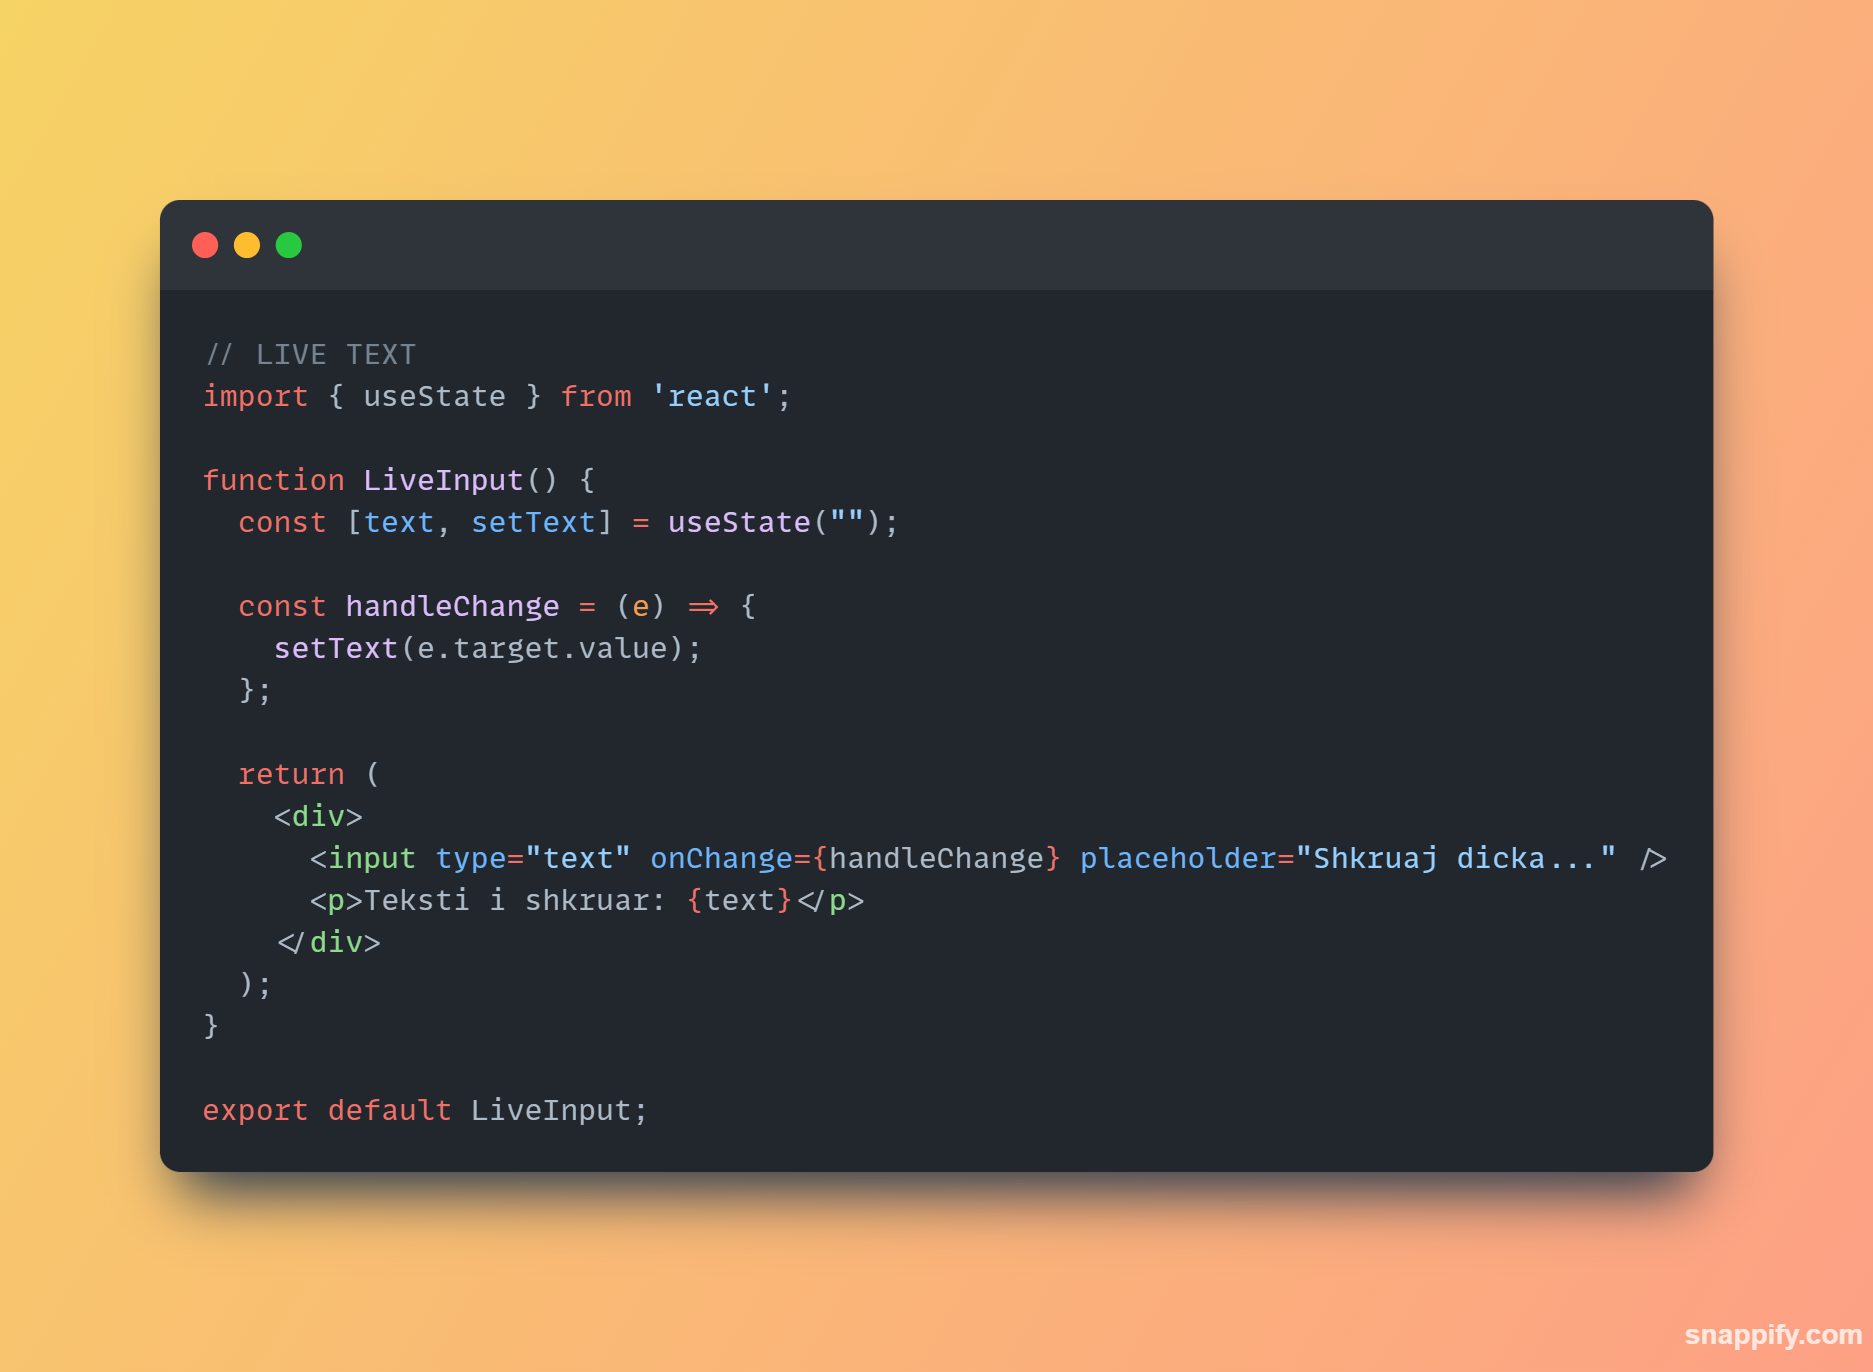 // LIVE TEXT
import { useState } from 'react';
function LiveInput() {
const [text, setText] = useState("");
const handleChange = (e) => {
setText(e.target.value);
};
return (
<div>
<input type="text" onChange={handleChange} placeholder="Shkruaj dicka..." />
<p>Teksti i shkruar: {text}</p>
</div>
);
}
export default LiveInput;
snappify.com